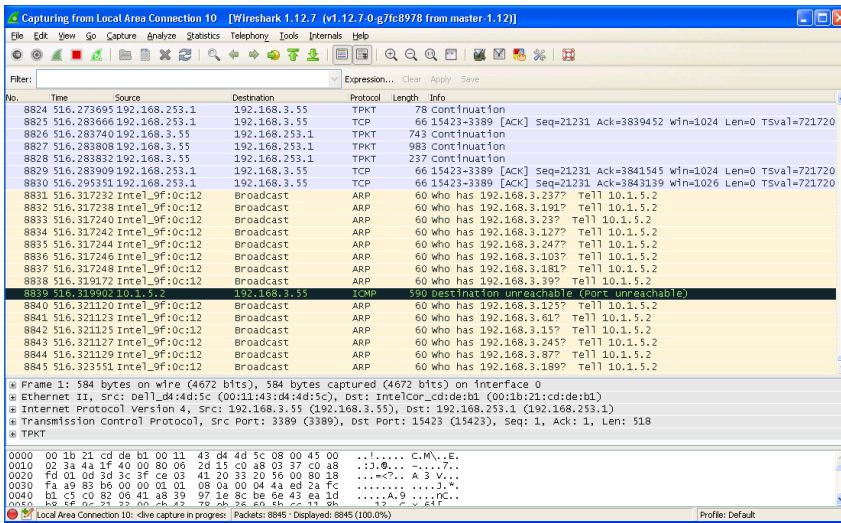 Capturing from Local Area Connection 10 [Wireshark 1.12.7 (v1.12.7-0-g7fc8978 from master-1.12)]
File Edit View Go Capture Analyze Statistics Telephony Tools Internals Help
Filter: Expression... Clear Apply Save
No. Time Source Destination Protocol Length Info
8824 516.273695 192.168.253.1 192.168.3.55 TPKT 78 Continuation
8825 516.283666 192.168.253.1 192.168.3.55 TCP 66 15423→3389 [ACK] Seq=21231 Ack=3839452 Win=1024 Len=0 TSval=721720
8826 516.283740 192.168.3.55 192.168.253.1 TPKT 743 Continuation
8827 516.283808 192.168.3.55 192.168.253.1 TPKT 983 Continuation
8828 516.283832 192.168.3.55 192.168.253.1 TPKT 237 Continuation
8829 516.283909 192.168.253.1 192.168.3.55 TCP 66 15423→3389 [ACK] Seq=21231 Ack=3841545 Win=1024 Len=0 TSval=721720
8830 516.295351 192.168.253.1 192.168.3.55 TCP 66 15423→3389 [ACK] Seq=21231 Ack=3843139 Win=1026 Len=0 TSval=721720
8831 516.317232 Intel_9f:0c:12 Broadcast ARP 60 Who has 192.168.3.237? Tell 10.1.5.2
8832 516.317238 Intel_9f:0c:12 Broadcast ARP 60 Who has 192.168.3.191? Tell 10.1.5.2
8833 516.317240 Intel_9f:0c:12 Broadcast ARP 60 Who has 192.168.3.23? Tell 10.1.5.2
8834 516.317242 Intel_9f:0c:12 Broadcast ARP 60 Who has 192.168.3.127? Tell 10.1.5.2
8835 516.317244 Intel_9f:0c:12 Broadcast ARP 60 Who has 192.168.3.247? Tell 10.1.5.2
8836 516.317246 Intel_9f:0c:12 Broadcast ARP 60 Who has 192.168.3.103? Tell 10.1.5.2
8837 516.317248 Intel_9f:0c:12 Broadcast ARP 60 Who has 192.168.3.181? Tell 10.1.5.2
8838 516.319172 Intel_9f:0c:12 Broadcast ARP 60 Who has 192.168.3.39? Tell 10.1.5.2
8839 516.319902 10.1.5.2 192.168.3.55 ICMP 590 Destination unreachable (Port unreachable)
8840 516.321120 Intel_9f:0c:12 Broadcast ARP 60 Who has 192.168.3.125? Tell 10.1.5.2
8841 516.321123 Intel_9f:0c:12 Broadcast ARP 60 Who has 192.168.3.61? Tell 10.1.5.2
8842 516.321125 Intel_9f:0c:12 Broadcast ARP 60 Who has 192.168.3.15? Tell 10.1.5.2
8843 516.321127 Intel_9f:0c:12 Broadcast ARP 60 Who has 192.168.3.245? Tell 10.1.5.2
8844 516.321129 Intel_9f:0c:12 Broadcast ARP 60 Who has 192.168.3.87? Tell 10.1.5.2
8845 516.323551 Intel_9f:0c:12 Broadcast ARP 60 Who has 192.168.3.189? Tell 10.1.5.2
Frame 1: 584 bytes on wire (4672 bits), 584 bytes captured (4672 bits) on interface 0
Ethernet II, Src: Dell_d4:4d:5c (00:11:43:d4:4d:5c), Dst: IntelCor_cd:de:b1 (00:1b:21:cd:de:b1)
Internet Protocol Version 4, Src: 192.168.3.55 (192.168.3.55), Dst: 192.168.253.1 (192.168.253.1)
Transmission Control Protocol, Src Port: 3389 (3389), Dst Port: 15423 (15423), Seq: 1, Ack: 1, Len: 518
TPKT
0000 00 1b 21 cd de b1 00 11 43 d4 4d 5c 08 00 45 00 ..!..... C.M\..E.
0010 02 3a 4a 1f 40 00 80 06 2d 15 c0 a8 03 37 c0 a8 .:J.@... -....7..
0020 fd 01 0d 3d 3c 3f ce 03 41 20 33 20 56 00 80 18 ...=<?.. A 3 V...
0030 fa a9 83 b6 00 00 01 01 08 0a 00 04 4a ed 2a fc ........ ....J.*.
0040 b1 c5 c0 82 06 41 a8 39 97 1e 8c be 6e 43 ea 1d .....A.9 ....nC..
0050
Local Area Connection 10: <live capture in progress> Packets: 8845 · Displayed: 8845 (100.0%) Profile: Default